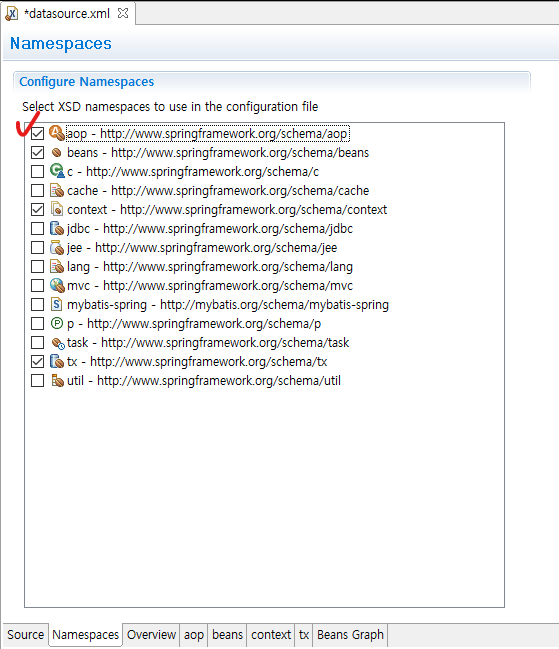 *datasource.xml
Namespaces
Configure Namespaces
Select XSD namespaces to use in the configuration file
aop - http://www.springframework.org/schema/aop
beans - http://www.springframework.org/schema/beans
c - http://www.springframework.org/schema/c
cache - http://www.springframework.org/schema/cache
context - http://www.springframework.org/schema/context
jdbc - http://www.springframework.org/schema/jdbc
jee - http://www.springframework.org/schema/jee
lang - http://www.springframework.org/schema/lang
mvc - http://www.springframework.org/schema/mvc
mybatis-spring - http://mybatis.org/schema/mybatis-spring
p - http://www.springframework.org/schema/p
task - http://www.springframework.org/schema/task
tx - http://www.springframework.org/schema/tx
util - http://www.springframework.org/schema/util
Source Namespaces Overview aop beans context tx Beans Graph